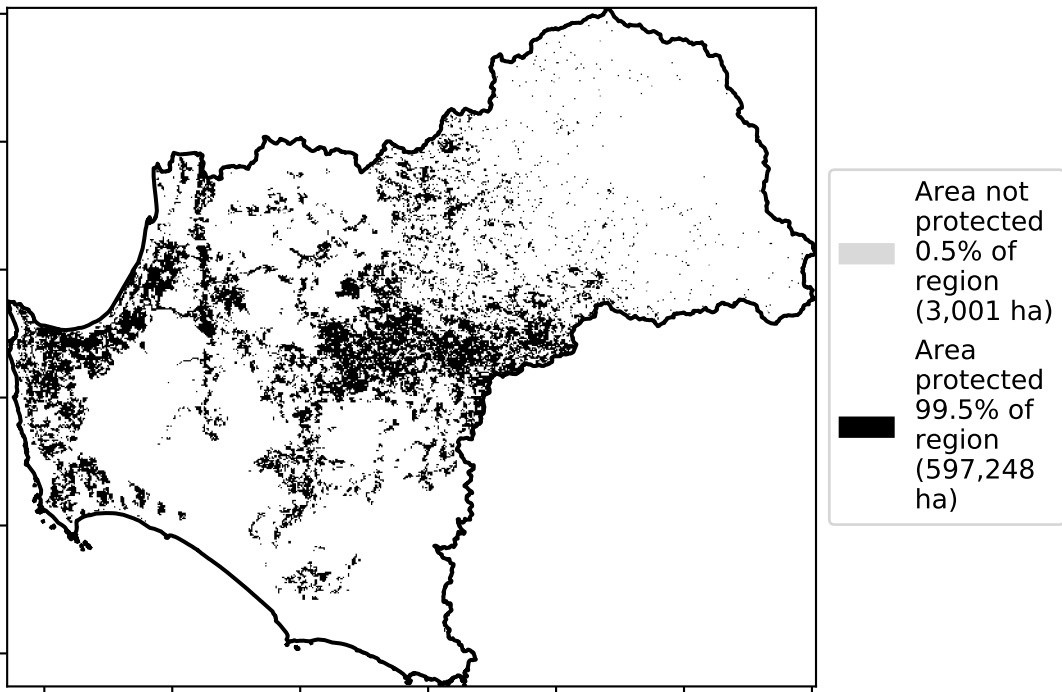 Area not
protected
0.5% of
region
(3,001 ha)
Area
protected
99.5% of
region
(597,248
ha)